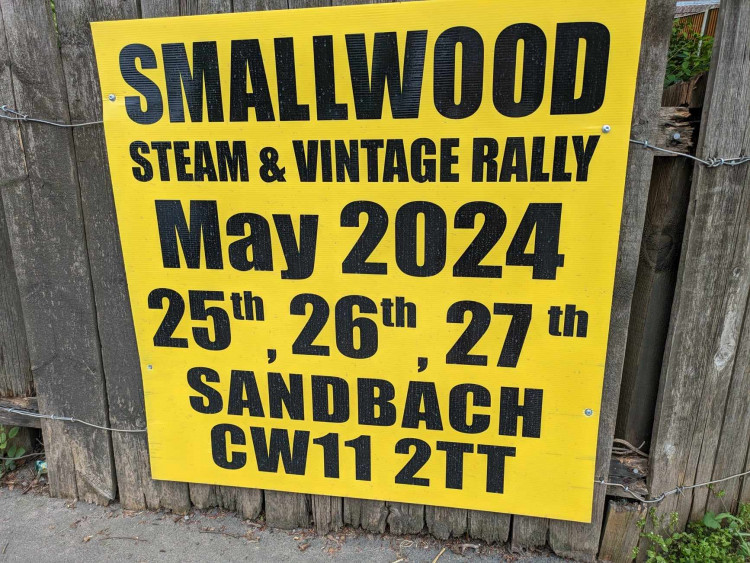 SMALLWOOD
STEAM & VINTAGE RALLY
May 2024
25th, 26th, 27th
SANDBACH
CW11 2TT